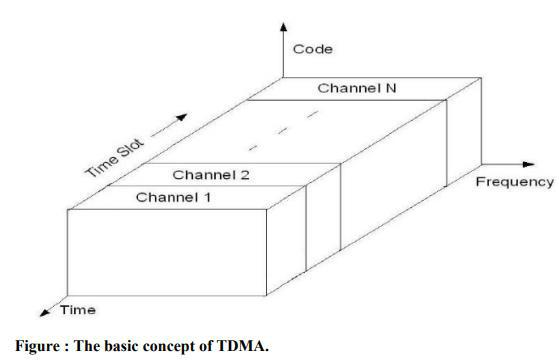 Code
Channel N
Time Slot
Channel 2
Frequency
Channel 1
Time
Figure : The basic concept of TDMA.